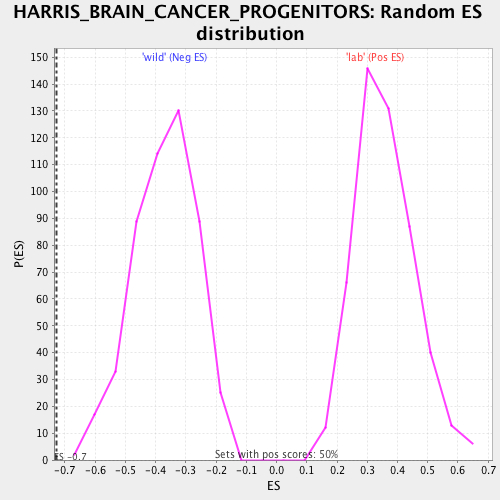 HARRIS_BRAIN_CANCER_PROGENITORS: Random ES
distribution
'wild' (Neg ES)
'lab' (Pos ES)
150
140
130
120
110
100
90
80
70
60
50
40
30
20
10
0
P(ES)
ES -0.7
Sets with pos scores: 50%
-0.7 -0.6 -0.5 -0.4 -0.3 -0.2 -0.1 0.0 0.1 0.2 0.3 0.4 0.5 0.6 0.7
ES